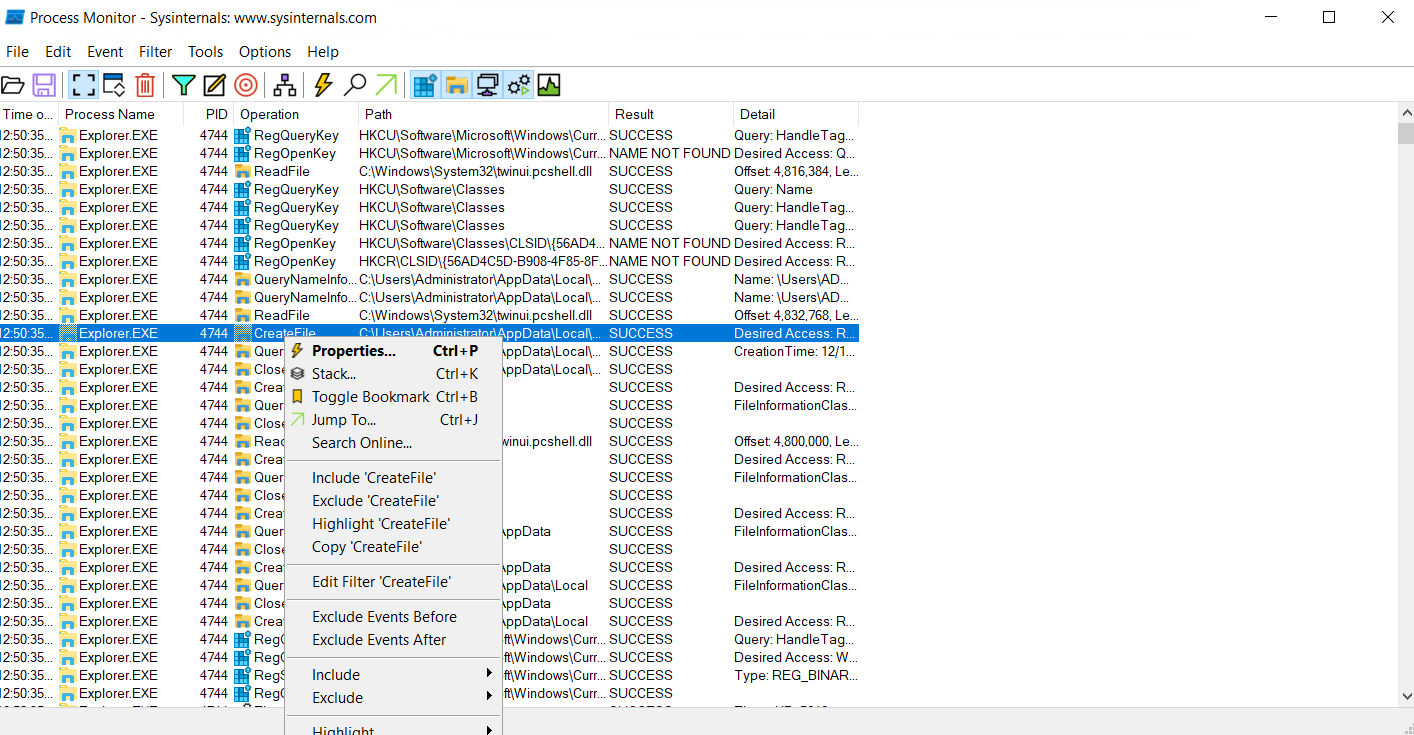 Process Monitor - Sysinternals: www.sysinternals.com
File Edit Event Filter Tools Options Help
Time o... Process Name PID Operation Path Result Detail
12:50:35... Explorer.EXE 4744 RegQueryKey HKCU\Software\Microsoft\Windows\Curr... SUCCESS Query: HandleTag...
12:50:35... Explorer.EXE 4744 RegOpenKey HKCU\Software\Microsoft\Windows\Curr... NAME NOT FOUND Desired Access: Q...
12:50:35... Explorer.EXE 4744 ReadFile C:\Windows\System32\twinui.pcshell.dll SUCCESS Offset: 4,816,384, Le...
12:50:35... Explorer.EXE 4744 RegQueryKey HKCU\Software\Classes SUCCESS Query: Name
12:50:35... Explorer.EXE 4744 RegQueryKey HKCU\Software\Classes SUCCESS Query: HandleTag...
12:50:35... Explorer.EXE 4744 RegQueryKey HKCU\Software\Classes SUCCESS Query: HandleTag...
12:50:35... Explorer.EXE 4744 RegOpenKey HKCU\Software\Classes\CLSID\{56AD4... NAME NOT FOUND Desired Access: R...
12:50:35... Explorer.EXE 4744 RegOpenKey HKCR\CLSID\{56AD4C5D-B908-4F85-8F... NAME NOT FOUND Desired Access: R...
12:50:35... Explorer.EXE 4744 QueryNameInfo... C:\Users\Administrator\AppData\Local\... SUCCESS Name: \Users\AD...
12:50:35... Explorer.EXE 4744 QueryNameInfo... C:\Users\Administrator\AppData\Local\... SUCCESS Name: \Users\AD...
12:50:35... Explorer.EXE 4744 ReadFile C:\Windows\System32\twinui.pcshell.dll SUCCESS Offset: 4,832,768, Le...
12:50:35... Explorer.EXE 4744 CreateFile C:\Users\Administrator\AppData\Local\... SUCCESS Desired Access: R...
12:50:35... Explorer.EXE 4744 Quer AppData\Local\... SUCCESS CreationTime: 12/1...
12:50:35... Explorer.EXE 4744 Close AppData\Local\... SUCCESS
12:50:35... Explorer.EXE 4744 Creat SUCCESS Desired Access: R...
12:50:35... Explorer.EXE 4744 Quer SUCCESS FileInformationClas...
12:50:35... Explorer.EXE 4744 Close SUCCESS
12:50:35... Explorer.EXE 4744 Read twinui.pcshell.dll SUCCESS Offset: 4,800,000, Le...
12:50:35... Explorer.EXE 4744 Creat SUCCESS Desired Access: R...
12:50:35... Explorer.EXE 4744 Quer SUCCESS FileInformationClas...
12:50:35... Explorer.EXE 4744 Close SUCCESS
12:50:35... Explorer.EXE 4744 Creat SUCCESS Desired Access: R...
12:50:35... Explorer.EXE 4744 Quer \AppData SUCCESS FileInformationClas...
12:50:35... Explorer.EXE 4744 Close SUCCESS
12:50:35... Explorer.EXE 4744 Creat \AppData SUCCESS Desired Access: R...
12:50:35... Explorer.EXE 4744 Quer \AppData\Local SUCCESS FileInformationClas...
12:50:35... Explorer.EXE 4744 Close \AppData SUCCESS
12:50:35... Explorer.EXE 4744 Creat \AppData\Local SUCCESS Desired Access: R...
12:50:35... Explorer.EXE 4744 RegQ ft\Windows\Curr... SUCCESS Query: HandleTag...
12:50:35... Explorer.EXE 4744 RegC ft\Windows\Curr... SUCCESS Desired Access: W...
12:50:35... Explorer.EXE 4744 RegS ft\Windows\Curr... SUCCESS Type: REG_BINAR...
12:50:35... Explorer.EXE 4744 RegC ft\Windows\Curr... SUCCESS
Properties... Ctrl+P
Stack... Ctrl+K
Toggle Bookmark Ctrl+B
Jump To... Ctrl+J
Search Online...
Include 'CreateFile'
Exclude 'CreateFile'
Highlight 'CreateFile'
Copy 'CreateFile'
Edit Filter 'CreateFile'
Exclude Events Before
Exclude Events After
Include
Exclude
Highlight